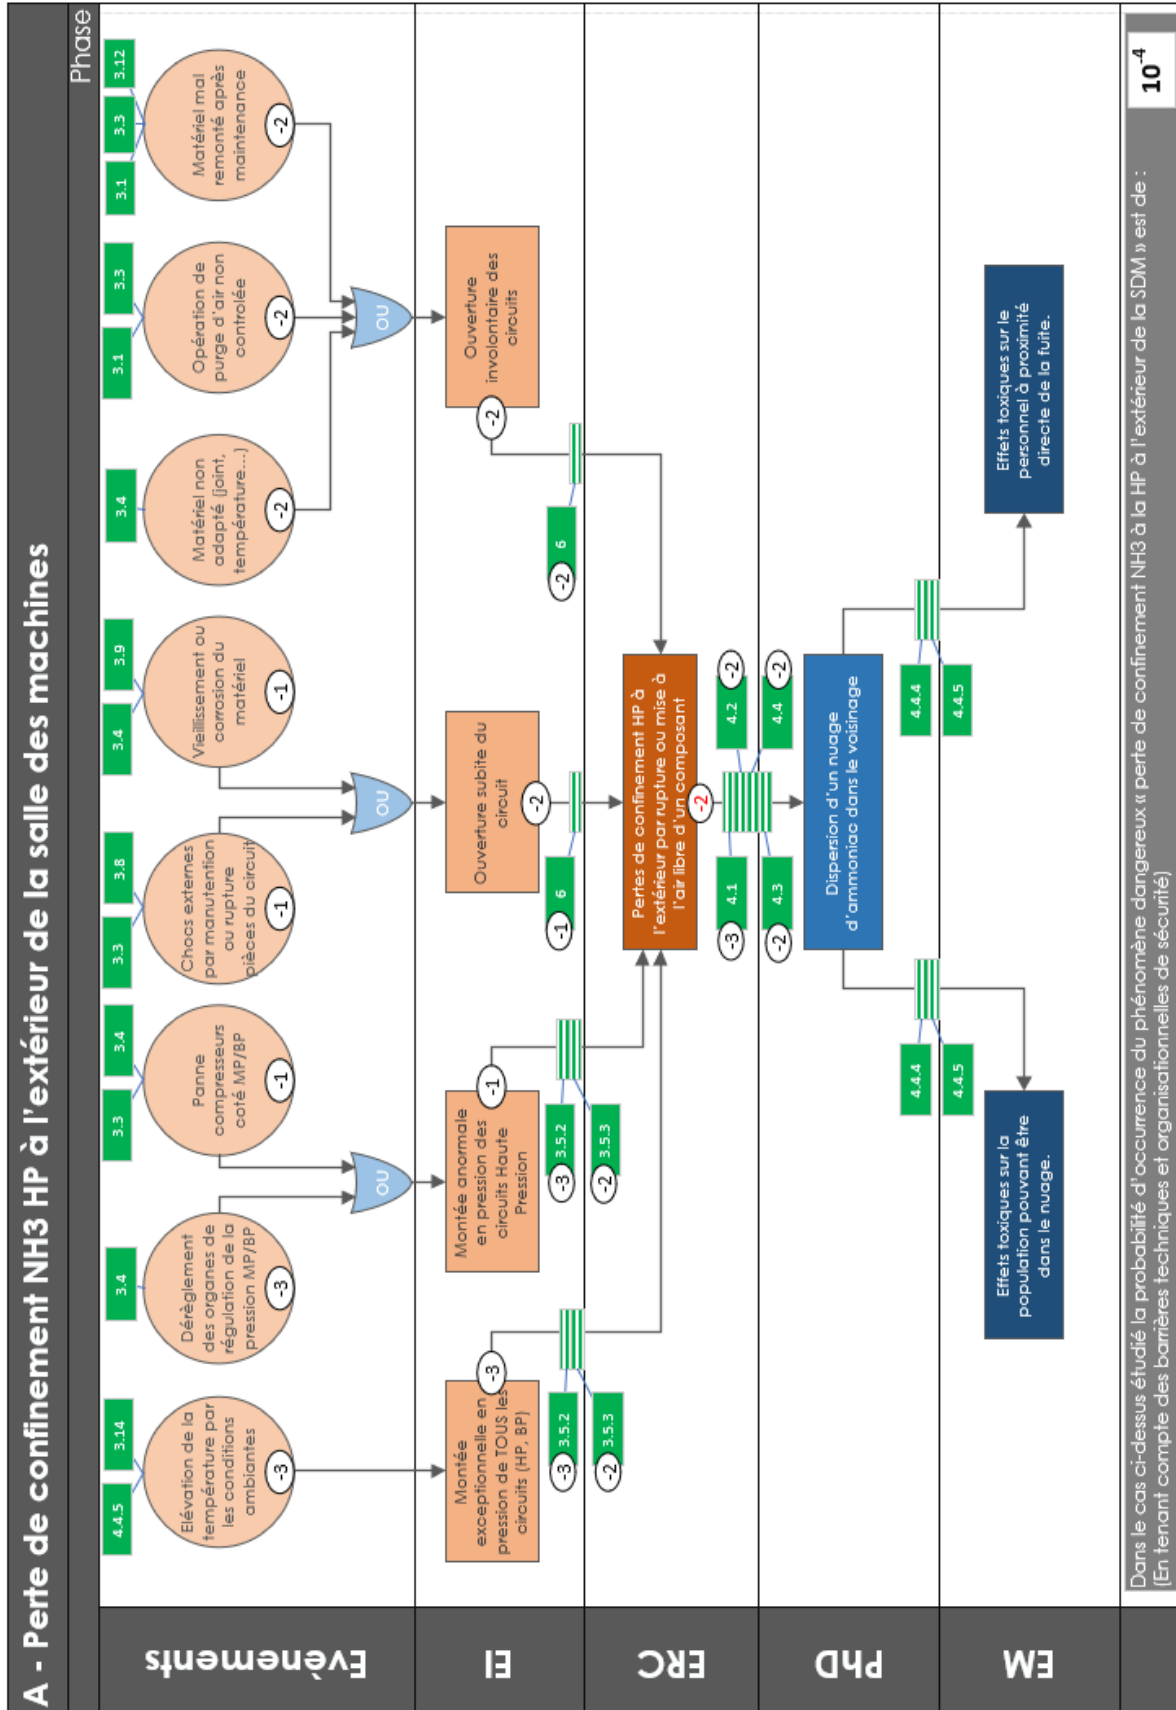 A - Perte de confinement NH3 HP à l'extérieur de la salle des machines
Phase
Evènements
4.4.5
3.14
3.4
3.3
3.4
3.3
3.8
3.4
3.9
3.4
3.1
3.3
3.1
3.3
3.12
Elévation de la
température par
les conditions
ambiantes
-3
Dérèglement
des organes de
régulation de la
pression MP/BP
-3
Panne
compresseurs
coté MP/BP
-1
Chocs externes
par manutention
ou rupture
pièces du circuit
-1
Vieillissement ou
corrosion du
matériel
-1
Matériel non
adapté (joint,
température...)
-2
Opération de
purge d'air non
controlée
-2
Matériel mal
remonté après
maintenance
-2
OU
OU
OU
EI
Montée
exceptionnelle en
pression de TOUS les
circuits (HP, BP)
-3
Montée anormale
en pression des
circuits Haute
Pression
-1
Ouverture subite du
circuit
-2
Ouverture
involontaire des
circuits
-2
-3
3.5.2
-2
3.5.3
-3
3.5.2
-2
3.5.3
-1
6
-2
6
ERC
Pertes de confinement HP à
l'extérieur par rupture ou mise à
l'air libre d'un composant
-2
-3
4.1
4.2
-2
-2
4.3
4.4
-2
PhD
Dispersion d'un nuage
d'ammoniac dans le voisinage
4.4.4
4.4.5
4.4.4
4.4.5
EM
Effets toxiques sur la
population pouvant être
dans le nuage.
Effets toxiques sur le
personnel à proximité
directe de la fuite.
Dans le cas ci-dessus étudié la probabilité d'occurrence du phénomène dangereux « perte de confinement NH3 à la HP à l'extérieur de la SDM » est de :
(En tenant compte des barrières techniques et organisationnelles de sécurité)
10⁻⁴